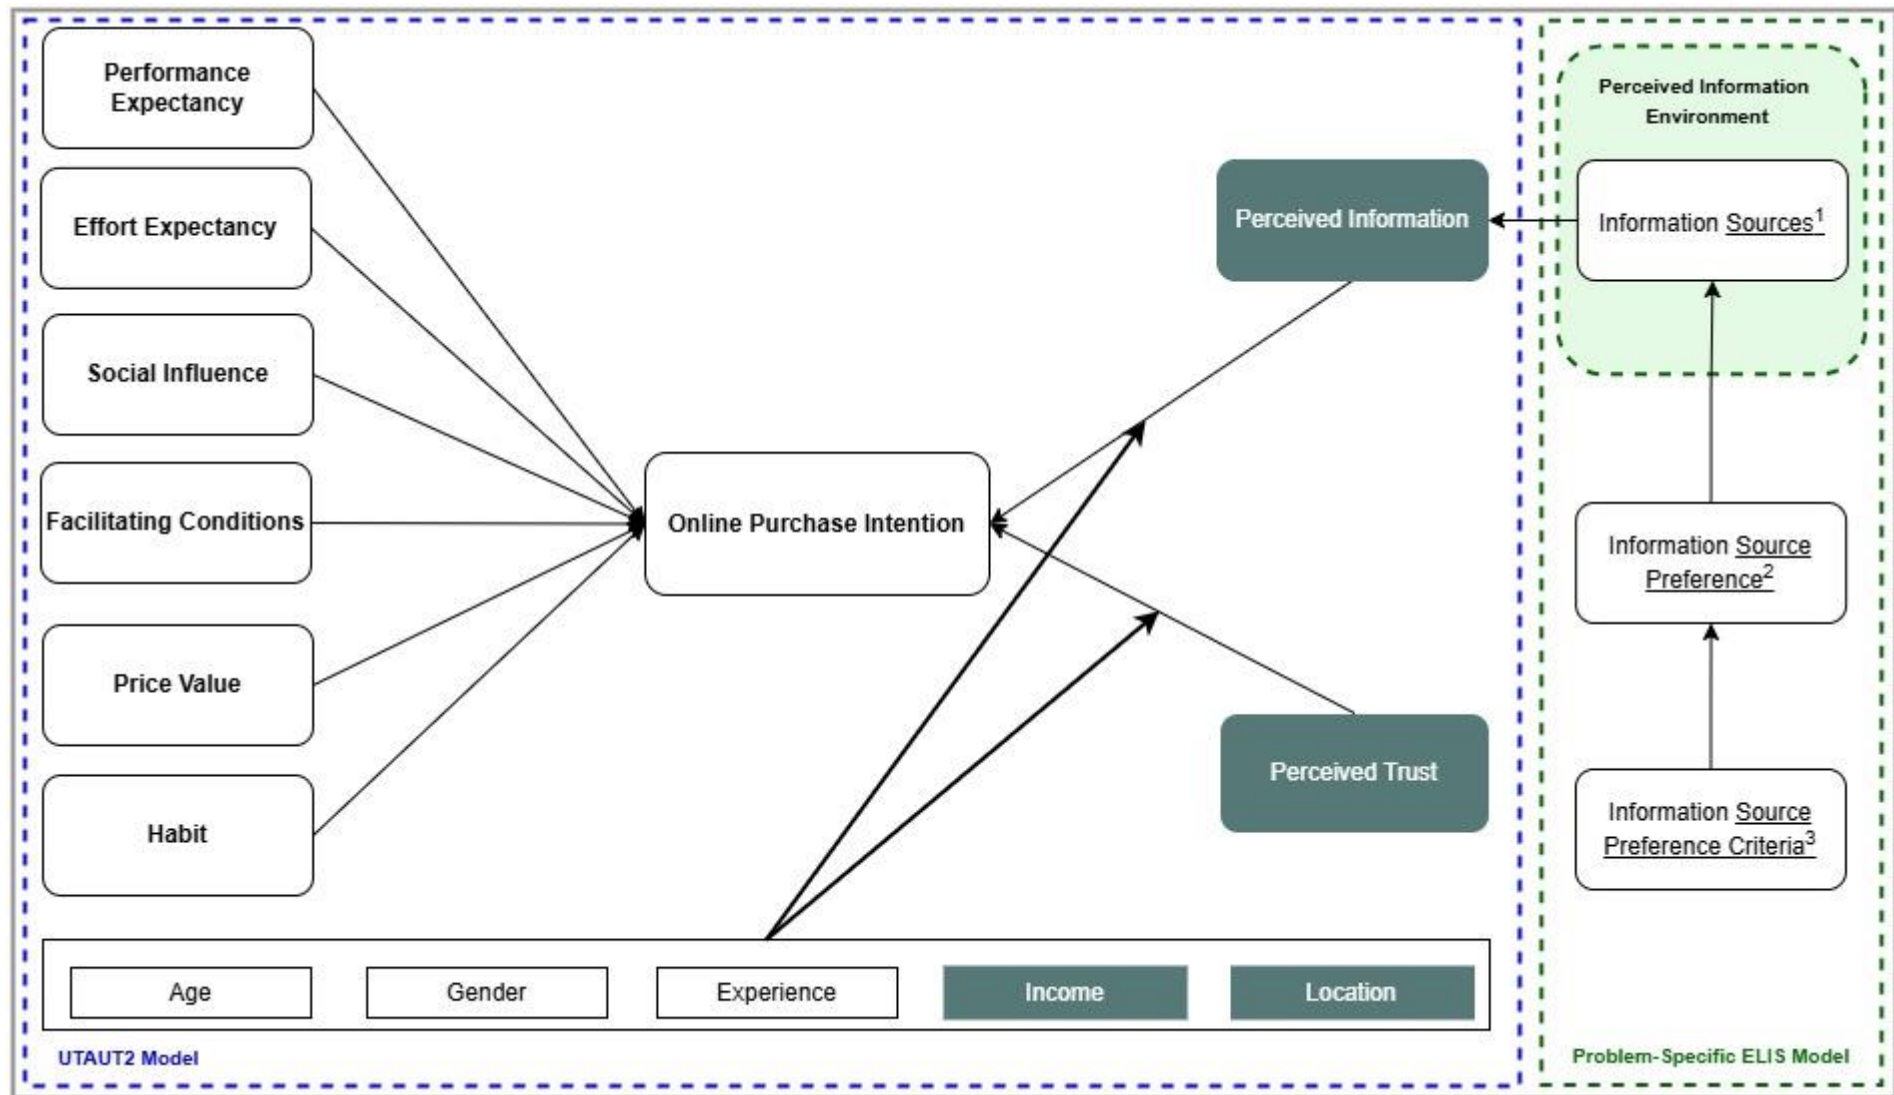 Performance
Expectancy
Effort Expectancy
Social Influence
Facilitating Conditions
Price Value
Habit
Online Purchase Intention
Perceived Information
Perceived Trust
Age
Gender
Experience
Income
Location
UTAUT2 Model
Perceived Information
Environment
Information Sources¹
Information Source
Preference²
Information Source
Preference Criteria³
Problem-Specific ELIS Model